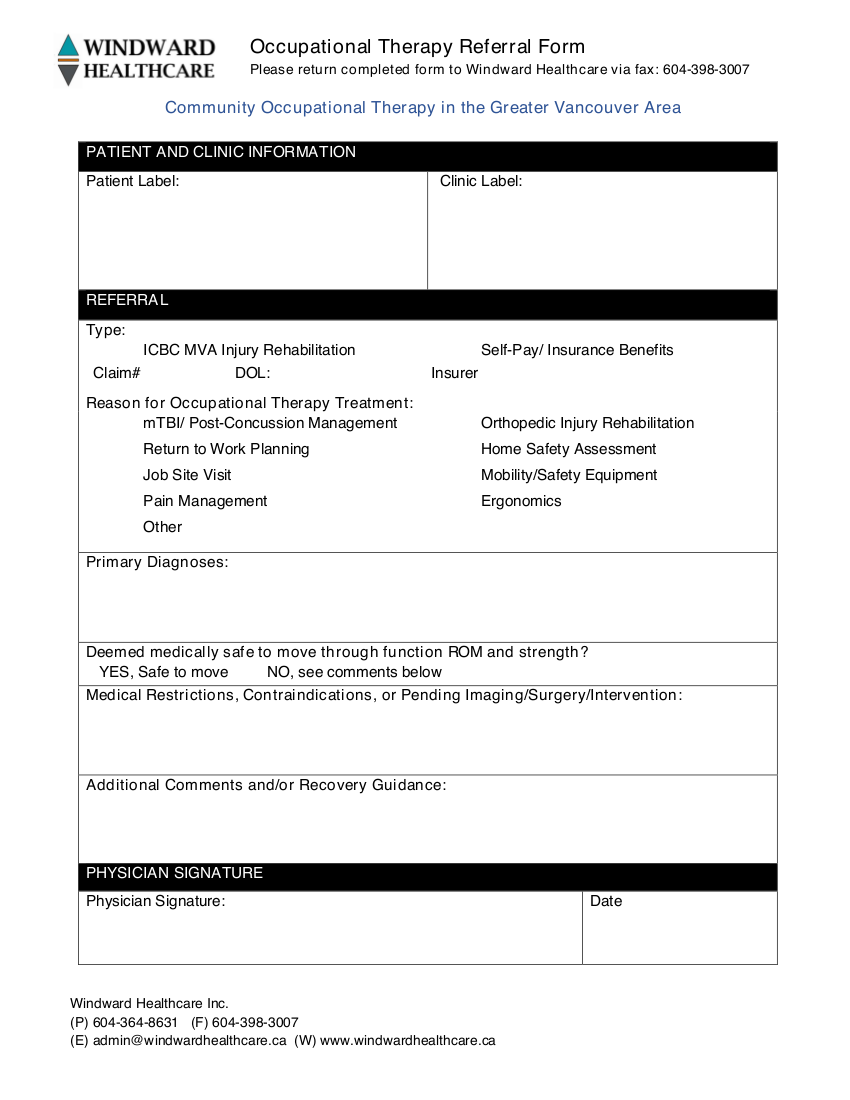 WINDWARD
HEALTHCARE
Occupational Therapy Referral Form
Please return completed form to Windward Healthcare via fax: 604-398-3007
Community Occupational Therapy in the Greater Vancouver Area
PATIENT AND CLINIC INFORMATION
Patient Label: Clinic Label:
REFERRAL
Type:
ICBC MVA Injury Rehabilitation Self-Pay/ Insurance Benefits
Claim# DOL: Insurer
Reason for Occupational Therapy Treatment:
mTBI/ Post-Concussion Management Orthopedic Injury Rehabilitation
Return to Work Planning Home Safety Assessment
Job Site Visit Mobility/Safety Equipment
Pain Management Ergonomics
Other
Primary Diagnoses:
Deemed medically safe to move through function ROM and strength?
YES, Safe to move NO, see comments below
Medical Restrictions, Contraindications, or Pending Imaging/Surgery/Intervention:
Additional Comments and/or Recovery Guidance:
PHYSICIAN SIGNATURE
Physician Signature: Date
Windward Healthcare Inc.
(P) 604-364-8631 (F) 604-398-3007
(E) admin@windwardhealthcare.ca (W) www.windwardhealthcare.ca